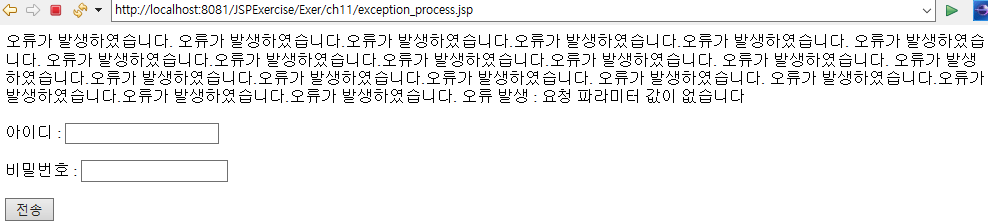 http://localhost:8081/JSPExercise/Exer/ch11/exception_process.jsp
오류가 발생하였습니다. 오류가 발생하였습니다.오류가 발생하였습니다.오류가 발생하였습니다.오류가 발생하였습니다. 오류가 발생하였습니
다. 오류가 발생하였습니다.오류가 발생하였습니다.오류가 발생하였습니다.오류가 발생하였습니다. 오류가 발생하였습니다. 오류가 발생
하였습니다.오류가 발생하였습니다.오류가 발생하였습니다.오류가 발생하였습니다. 오류가 발생하였습니다. 오류가 발생하였습니다.오류가
발생하였습니다.오류가 발생하였습니다.오류가 발생하였습니다. 오류 발생 : 요청 파라미터 값이 없습니다
아이디 :
비밀번호 :
전송